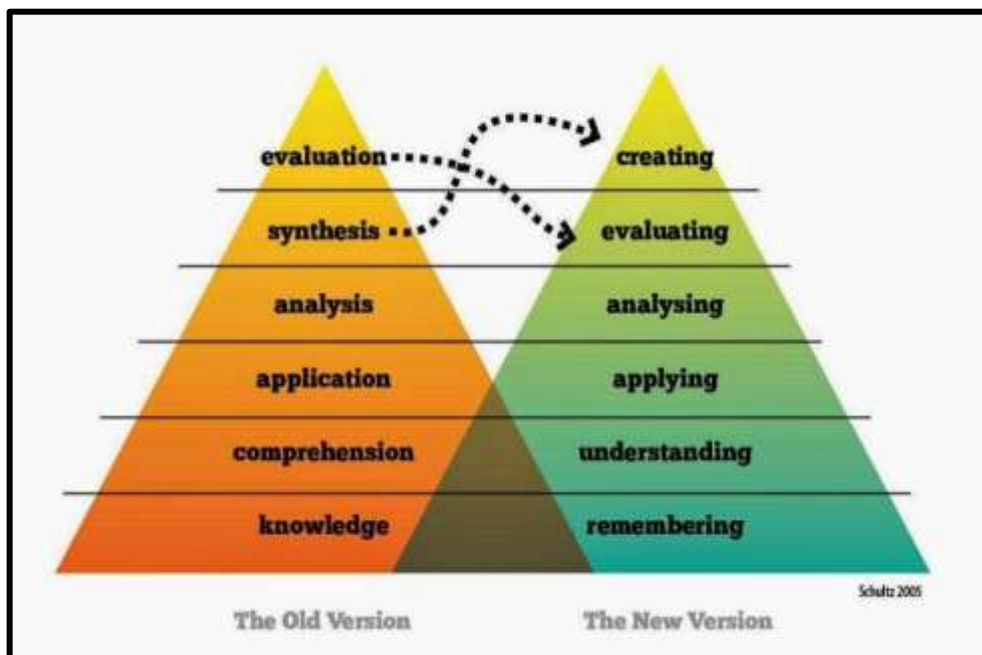 evaluation creating
synthesis evaluating
analysis analysing
application applying
comprehension understanding
knowledge remembering
Schultz 2005
The Old Version The New Version